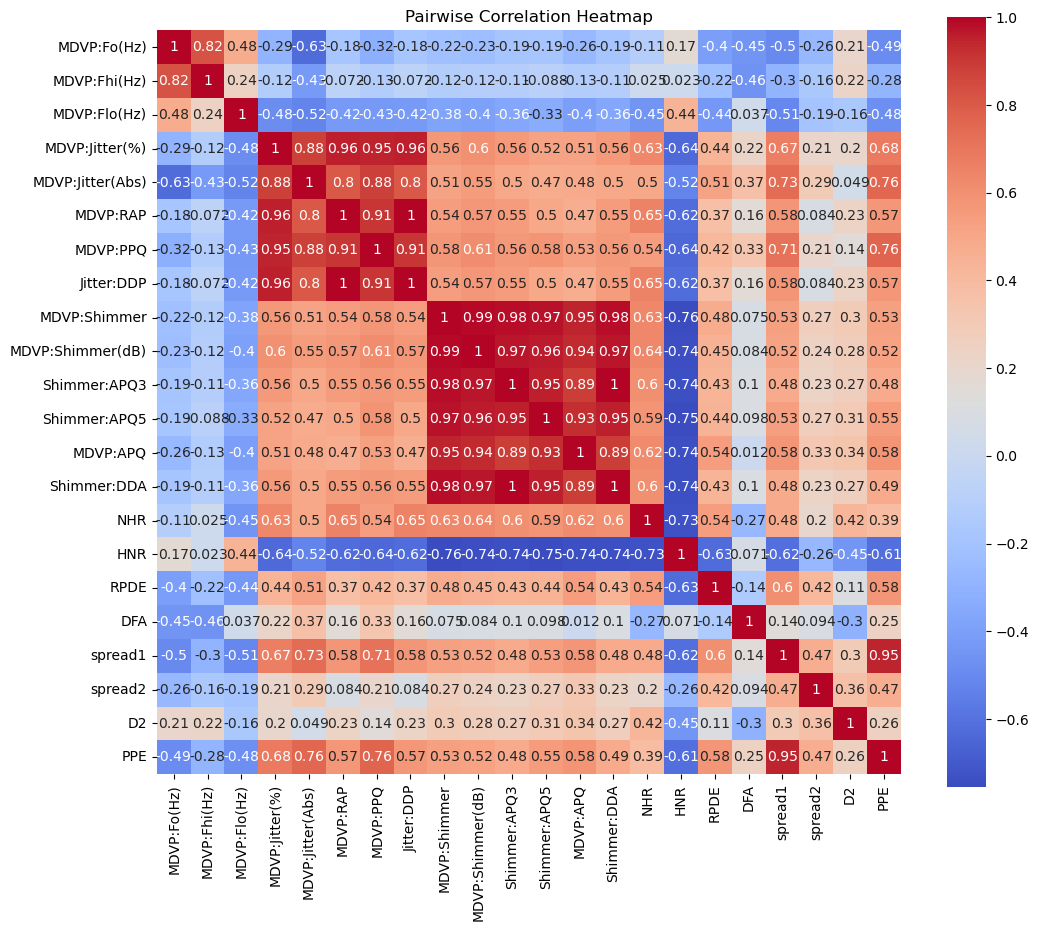 Pairwise Correlation Heatmap
MDVP:Fo(Hz) 1 0.82 0.48 -0.29 -0.63 -0.18 -0.32 -0.18 -0.22 -0.23 -0.19 -0.19 -0.26 -0.19 -0.11 0.17 -0.4 -0.45 -0.5 -0.26 0.21 -0.49
MDVP:Fhi(Hz) 0.82 1 0.24 -0.12 -0.43 -0.072 -0.13 -0.072 -0.12 -0.12 -0.11 -0.088 -0.13 -0.11 0.025 0.023 -0.22 -0.46 -0.3 -0.16 0.22 -0.28
MDVP:Flo(Hz) 0.48 0.24 1 -0.48 -0.52 -0.42 -0.43 -0.42 -0.38 -0.4 -0.36 -0.33 -0.4 -0.36 -0.45 0.44 -0.44 0.037 -0.51 -0.19 -0.16 -0.48
MDVP:Jitter(%) -0.29 -0.12 -0.48 1 0.88 0.96 0.95 0.96 0.56 0.6 0.56 0.52 0.51 0.56 0.63 -0.64 0.44 0.22 0.67 0.21 0.2 0.68
MDVP:Jitter(Abs) -0.63 -0.43 -0.52 0.88 1 0.8 0.88 0.8 0.51 0.55 0.5 0.47 0.48 0.5 0.5 -0.52 0.51 0.37 0.73 0.29 0.049 0.76
MDVP:RAP -0.18 -0.072 -0.42 0.96 0.8 1 0.91 1 0.54 0.57 0.55 0.5 0.47 0.55 0.65 -0.62 0.37 0.16 0.58 0.084 0.23 0.57
MDVP:PPQ -0.32 -0.13 -0.43 0.95 0.88 0.91 1 0.91 0.58 0.61 0.56 0.58 0.53 0.56 0.54 -0.64 0.42 0.33 0.71 0.21 0.14 0.76
Jitter:DDP -0.18 -0.072 -0.42 0.96 0.8 1 0.91 1 0.54 0.57 0.55 0.5 0.47 0.55 0.65 -0.62 0.37 0.16 0.58 0.084 0.23 0.57
MDVP:Shimmer -0.22 -0.12 -0.38 0.56 0.51 0.54 0.58 0.54 1 0.99 0.98 0.97 0.95 0.98 0.63 -0.76 0.48 0.075 0.53 0.27 0.3 0.53
MDVP:Shimmer(dB) -0.23 -0.12 -0.4 0.6 0.55 0.57 0.61 0.57 0.99 1 0.97 0.96 0.94 0.97 0.64 -0.74 0.45 0.084 0.52 0.24 0.28 0.52
Shimmer:APQ3 -0.19 -0.11 -0.36 0.56 0.5 0.55 0.56 0.55 0.98 0.97 1 0.95 0.89 1 0.6 -0.74 0.43 0.1 0.48 0.23 0.27 0.48
Shimmer:APQ5 -0.19 -0.088 -0.33 0.52 0.47 0.5 0.58 0.5 0.97 0.96 0.95 1 0.93 0.95 0.59 -0.75 0.44 0.098 0.53 0.27 0.31 0.55
MDVP:APQ -0.26 -0.13 -0.4 0.51 0.48 0.47 0.53 0.47 0.95 0.94 0.89 0.93 1 0.89 0.62 -0.74 0.54 0.012 0.58 0.33 0.34 0.58
Shimmer:DDA -0.19 -0.11 -0.36 0.56 0.5 0.55 0.56 0.55 0.98 0.97 1 0.95 0.89 1 0.6 -0.74 0.43 0.1 0.48 0.23 0.27 0.49
NHR -0.11 0.025 -0.45 0.63 0.5 0.65 0.54 0.65 0.63 0.64 0.6 0.59 0.62 0.6 1 -0.73 0.54 -0.27 0.48 0.2 0.42 0.39
HNR 0.17 0.023 0.44 -0.64 -0.52 -0.62 -0.64 -0.62 -0.76 -0.74 -0.74 -0.75 -0.74 -0.74 -0.73 1 -0.63 0.071 -0.62 -0.26 -0.45 -0.61
RPDE -0.4 -0.22 -0.44 0.44 0.51 0.37 0.42 0.37 0.48 0.45 0.43 0.44 0.54 0.43 0.54 -0.63 1 -0.14 0.6 0.42 0.11 0.58
DFA -0.45 -0.46 0.037 0.22 0.37 0.16 0.33 0.16 0.075 0.084 0.1 0.098 0.012 0.1 -0.27 0.071 -0.14 1 0.14 0.094 -0.3 0.25
spread1 -0.5 -0.3 -0.51 0.67 0.73 0.58 0.71 0.58 0.53 0.52 0.48 0.53 0.58 0.48 0.48 -0.62 0.6 0.14 1 0.47 0.3 0.95
spread2 -0.26 -0.16 -0.19 0.21 0.29 0.084 0.21 0.084 0.27 0.24 0.23 0.27 0.33 0.23 0.2 -0.26 0.42 0.094 0.47 1 0.36 0.47
D2 0.21 0.22 -0.16 0.2 0.049 0.23 0.14 0.23 0.3 0.28 0.27 0.31 0.34 0.27 0.42 -0.45 0.11 -0.3 0.3 0.36 1 0.26
PPE -0.49 -0.28 -0.48 0.68 0.76 0.57 0.76 0.57 0.53 0.52 0.48 0.55 0.58 0.49 0.39 -0.61 0.58 0.25 0.95 0.47 0.26 1
MDVP:Fo(Hz)
MDVP:Fhi(Hz)
MDVP:Flo(Hz)
MDVP:Jitter(%)
MDVP:Jitter(Abs)
MDVP:RAP
MDVP:PPQ
Jitter:DDP
MDVP:Shimmer
MDVP:Shimmer(dB)
Shimmer:APQ3
Shimmer:APQ5
MDVP:APQ
Shimmer:DDA
NHR
HNR
RPDE
DFA
spread1
spread2
D2
PPE
1.0
0.8
0.6
0.4
0.2
0.0
−0.2
−0.4
−0.6